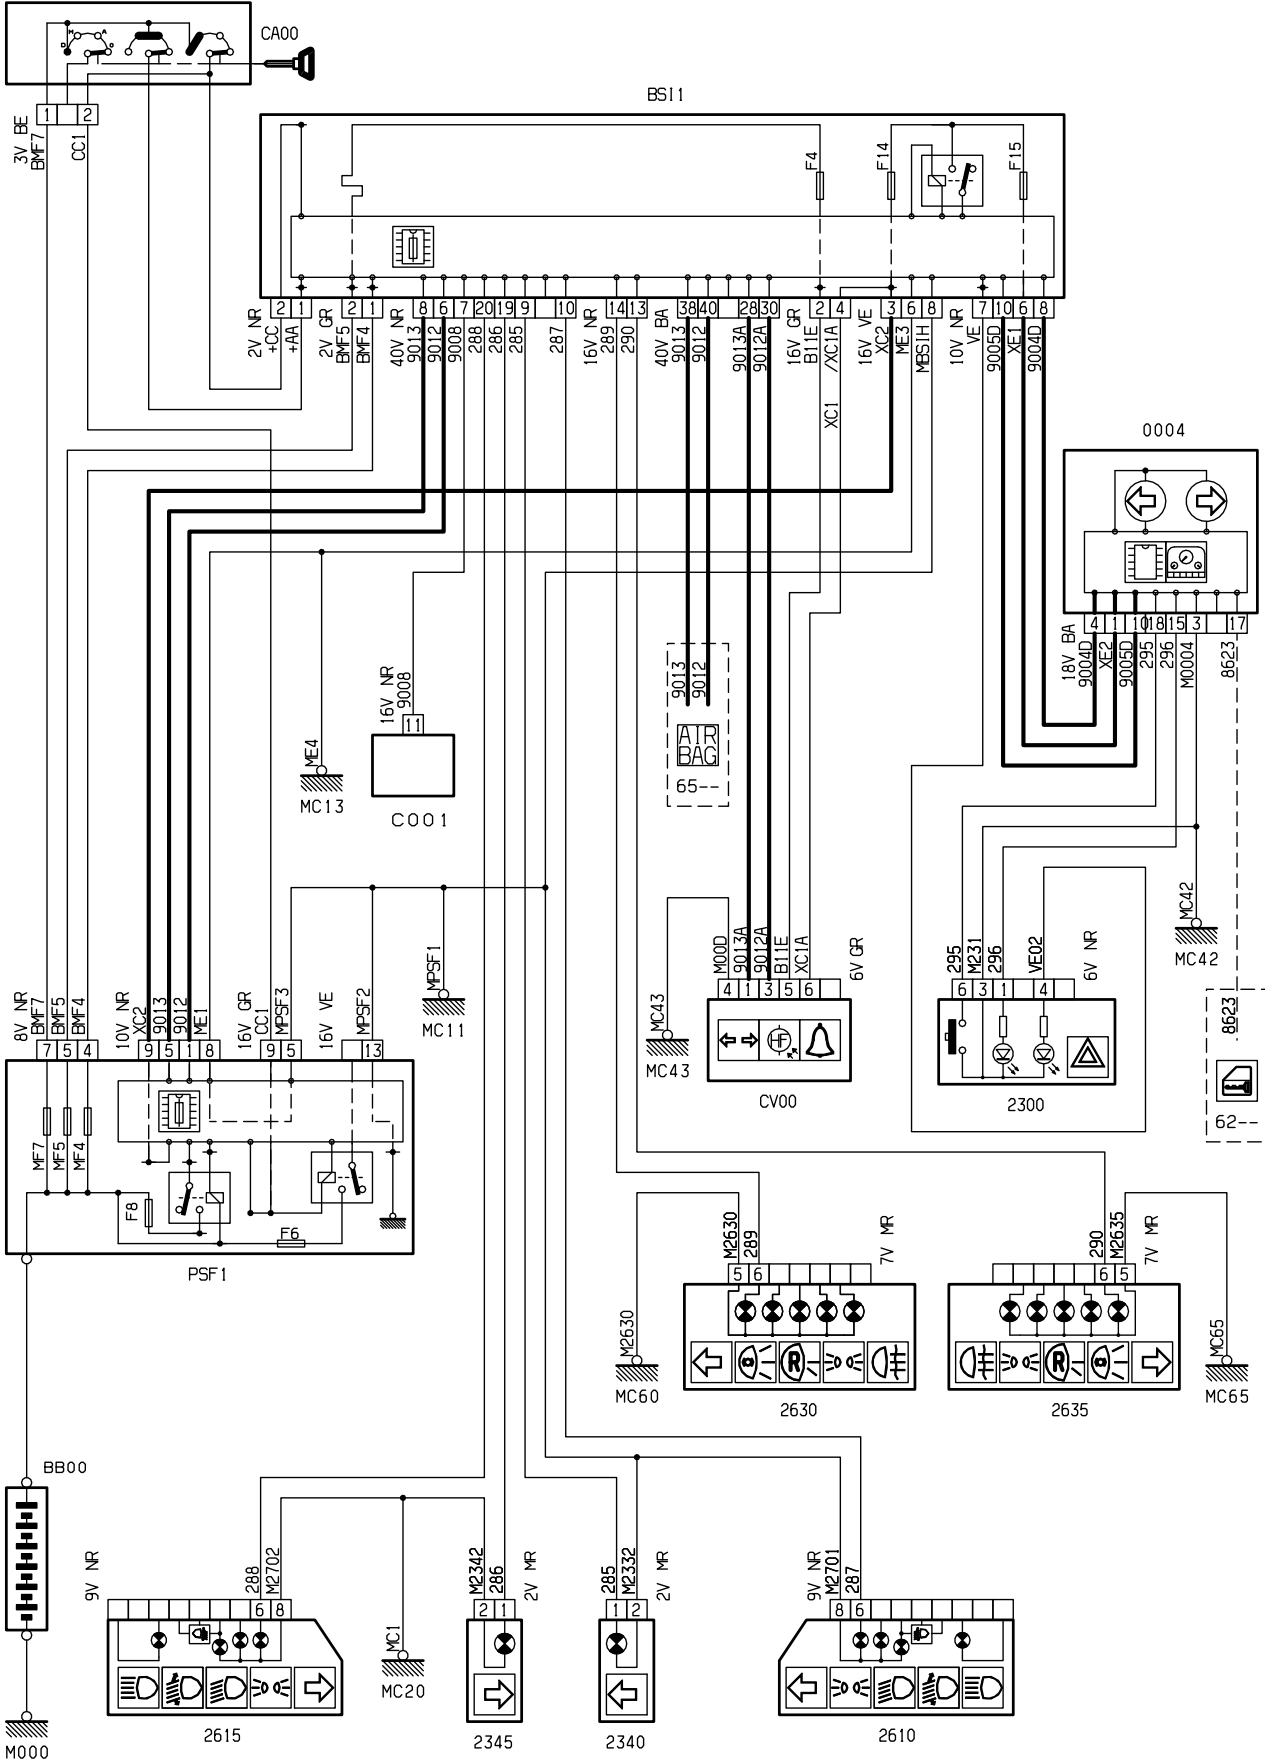 CA00
M A
D D
1 2
3V BE
BMF7
CC1
BSI1
F4
F14
F15
2 1 2 1 8 6 7 20 19 9 10 14 13 38 40 28 30 2 4 3 6 8 7 10 6 8
2V NR
+CC
+AA
2V GR
BMF5
BMF4
40V NR
9013
9012
9008
288
286
285
287
16V NR
289
290
40V BA
9013
9012
9013A
9012A
16V GR
B11E
/XC1A
XC1
16V VE
XC2
ME3
MBSIH
10V NR
VE
9005D
XE1
9004D
0004
4 1 10 18 15 3 17
18V BA
9004D
XE2
9005D
295
296
M0004
8623
9013
9012
AIR
BAG
65--
16V NR
9008
11
C001
ME4
MC13
MPSF1
MC11
MC43
MC43
M00D
9013A
9012A
B11E
XC1A
6V GR
4 1 3 5 6
HF
CV00
295
M231
296
VE02
6V NR
6 3 1 4
2300
MC42
MC42
8623
62--
8V NR
BMF7
BMF5
BMF4
10V NR
XC2
9013
9012
ME1
16V GR
CC1
MPSF3
16V VE
MPSF2
7 5 4 9 5 1 8 9 5 13
MF7
MF5
MF4
F8
F6
PSF1
M2630
289
7V MR
5 6
M2630
MC60
R
2630
290
M2635
7V MR
6 5
MC65
MC65
R
2635
BB00
M000
9V NR
288
M2702
6 8
2615
MC1
MC20
M2342
286
2V MR
2 1
2345
285
M2332
2V MR
1 2
2340
9V NR
M2701
287
8 6
2610